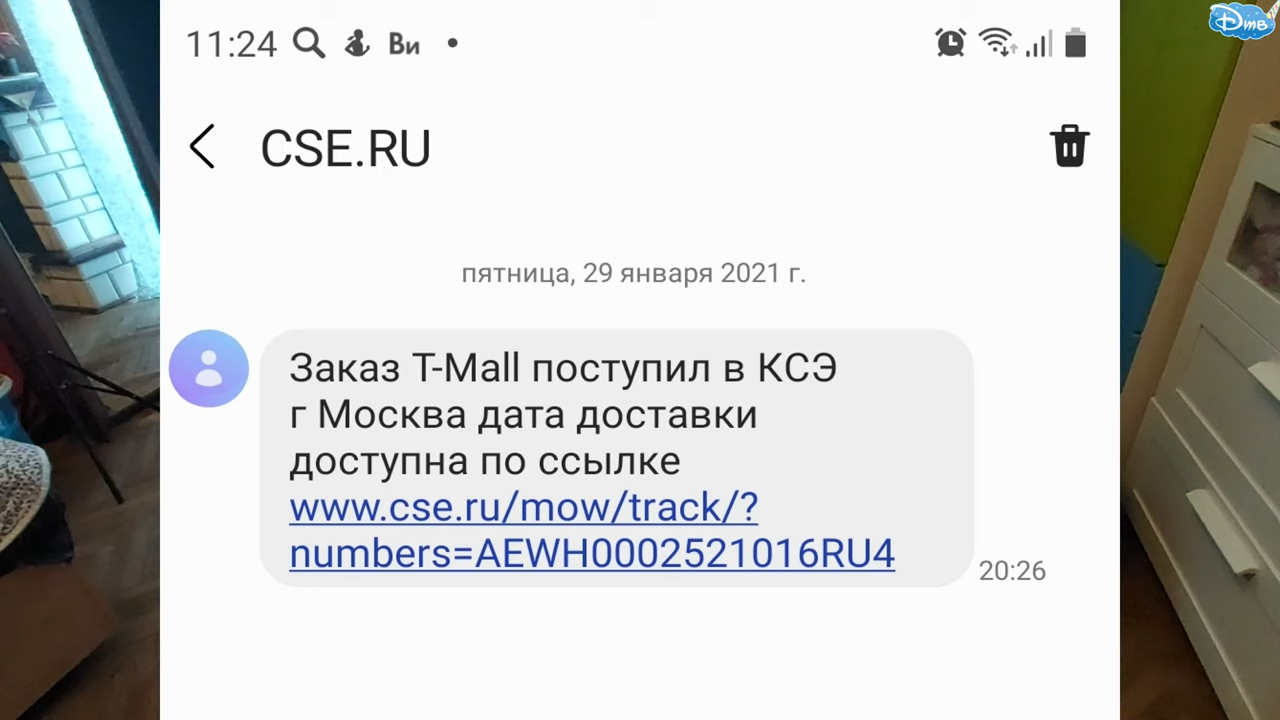 11:24 Ви
CSE.RU
пятница, 29 января 2021 г.
Заказ T-Mall поступил в КСЭ
г Москва дата доставки
доступна по ссылке
www.cse.ru/mow/track/?
numbers=AEWH0002521016RU4
20:26
Dmb